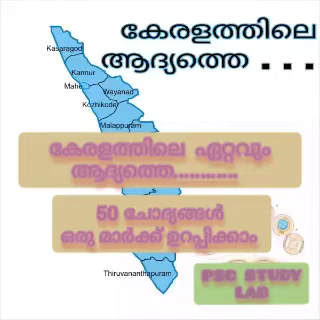 കേരളത്തിലെ
ആദ്യത്തെ ...
Kasaragod
Kannur
Mahe
Wayanad
Kozhikode
Malappuram
കേരളത്തിലെ ഏറ്റവും
ആദ്യത്തെ............
50 ചോദ്യങ്ങൾ
ഒരു മാർക്ക് ഉറപ്പിക്കാം
Thiruvananthapuram
PSC STUDY
LAB